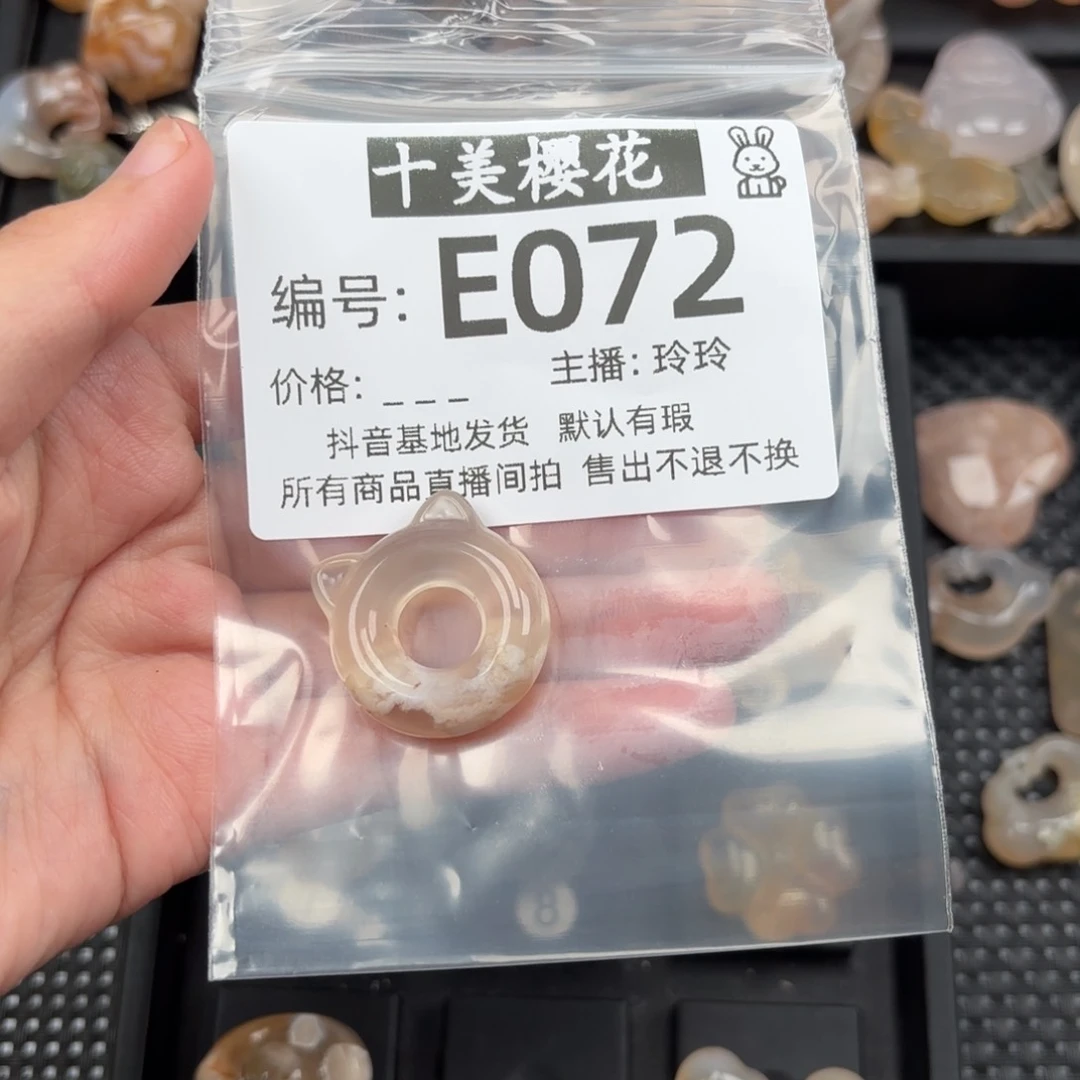 十美樱花
编号: E072
价格: _ _ _ 主播: 玲玲
抖音基地发货 默认有瑕
所有商品直播间拍 售出不退不换
8